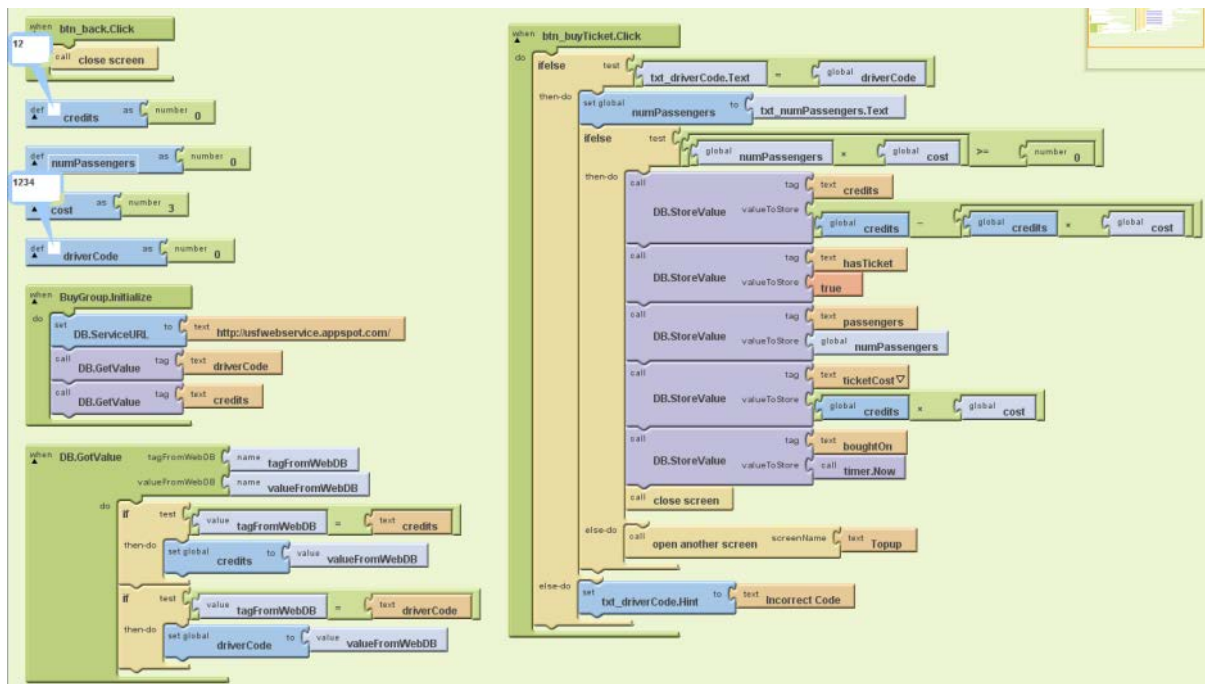 when btn_back.Click
12
call close screen
def credits as number 0
def numPassengers as number 0
1234
cost as number 3
def driverCode as number 0
when BuyGroup.Initialize
do set DB.ServiceURL to text http://usfwebservice.appspot.com/
call DB.GetValue tag text driverCode
call DB.GetValue tag text credits
when DB.GotValue tagFromWebDB name tagFromWebDB
valueFromWebDB name valueFromWebDB
do if test value tagFromWebDB = text credits
then-do set global credits to value valueFromWebDB
if test value tagFromWebDB = text driverCode
then-do set global driverCode to value valueFromWebDB
when btn_buyTicket.Click
do ifelse test txt_driverCode.Text = global driverCode
then-do set global numPassengers to txt_numPassengers.Text
ifelse test global numPassengers × global cost >= number 0
then-do call DB.StoreValue tag text credits
valueToStore global credits − global credits × global cost
call DB.StoreValue tag text hasTicket
valueToStore true
call DB.StoreValue tag text passengers
valueToStore global numPassengers
call DB.StoreValue tag text ticketCost
valueToStore global credits × global cost
call DB.StoreValue tag text boughtOn
valueToStore call timer.Now
call close screen
else-do call open another screen screenName text Topup
else-do set txt_driverCode.Hint to text Incorrect Code